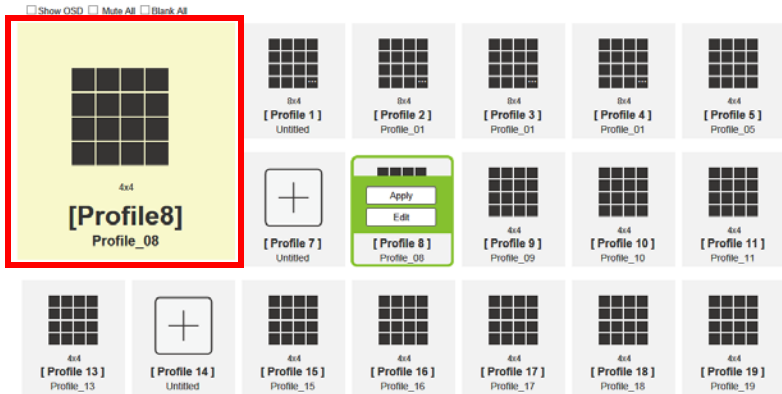 Show OSD Mute All Blank All
4x4
[Profile8]
Profile_08
8x4
[ Profile 1 ]
Untitled
8x4
[ Profile 2 ]
Profile_01
8x4
[ Profile 3 ]
Profile_01
8x4
[ Profile 4 ]
Profile_01
4x4
[ Profile 5 ]
Profile_05
[ Profile 7 ]
Untitled
Apply
Edit
[ Profile 8 ]
Profile_08
4x4
[ Profile 9 ]
Profile_09
4x4
[ Profile 10 ]
Profile_10
4x4
[ Profile 11 ]
Profile_11
4x4
[ Profile 13 ]
Profile_13
[ Profile 14 ]
Untitled
4x4
[ Profile 15 ]
Profile_15
4x4
[ Profile 16 ]
Profile_16
4x4
[ Profile 17 ]
Profile_17
4x4
[ Profile 18 ]
Profile_18
4x4
[ Profile 19 ]
Profile_19